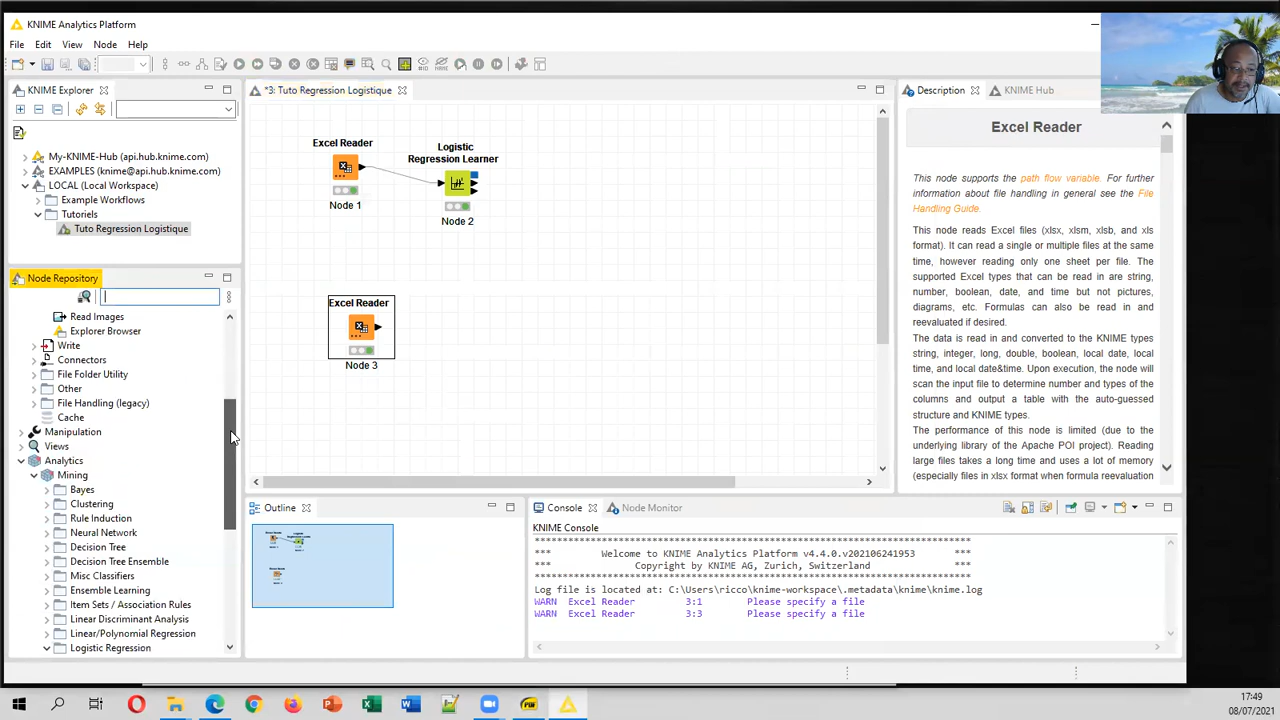 KNIME Analytics Platform
File Edit View Node Help
KNIME Explorer
My-KNIME-Hub (api.hub.knime.com)
EXAMPLES (knime@api.hub.knime.com)
LOCAL (Local Workspace)
Example Workflows
Tutoriels
Tuto Regression Logistique
Node Repository
Read Images
Explorer Browser
Write
Connectors
File Folder Utility
Other
File Handling (legacy)
Cache
Manipulation
Views
Analytics
Mining
Bayes
Clustering
Rule Induction
Neural Network
Decision Tree
Decision Tree Ensemble
Misc Classifiers
Ensemble Learning
Item Sets / Association Rules
Linear Discriminant Analysis
Linear/Polynomial Regression
Logistic Regression
*3: Tuto Regression Logistique
Excel Reader
Node 1
Logistic
Regression Learner
Node 2
Excel Reader
Node 3
Description KNIME Hub
Excel Reader
This node supports the path flow variable. For further
information about file handling in general see the File
Handling Guide.
This node reads Excel files (xlsx, xlsm, xlsb, and xls
format). It can read a single or multiple files at the same
time, however reading only one sheet per file. The
supported Excel types that can be read in are string,
number, boolean, date, and time but not pictures,
diagrams, etc. Formulas can also be read in and
reevaluated if desired.
The data is read in and converted to the KNIME types
string, integer, long, double, boolean, local date, local
time, and local date&time. Upon execution, the node will
scan the input file to determine number and types of the
columns and output a table with the auto-guessed
structure and KNIME types.
The performance of this node is limited (due to the
underlying library of the Apache POI project). Reading
large files takes a long time and uses a lot of memory
(especially files in xlsx format when formula reevaluation
Outline
Console Node Monitor
KNIME Console
*** Welcome to KNIME Analytics Platform v4.4.0.v202106241953 ***
*** Copyright by KNIME AG, Zurich, Switzerland ***
Log file is located at: C:\Users\ricco\knime-workspace\.metadata\knime\knime.log
WARN Excel Reader 3:1 Please specify a file
WARN Excel Reader 3:3 Please specify a file
17:49
08/07/2021